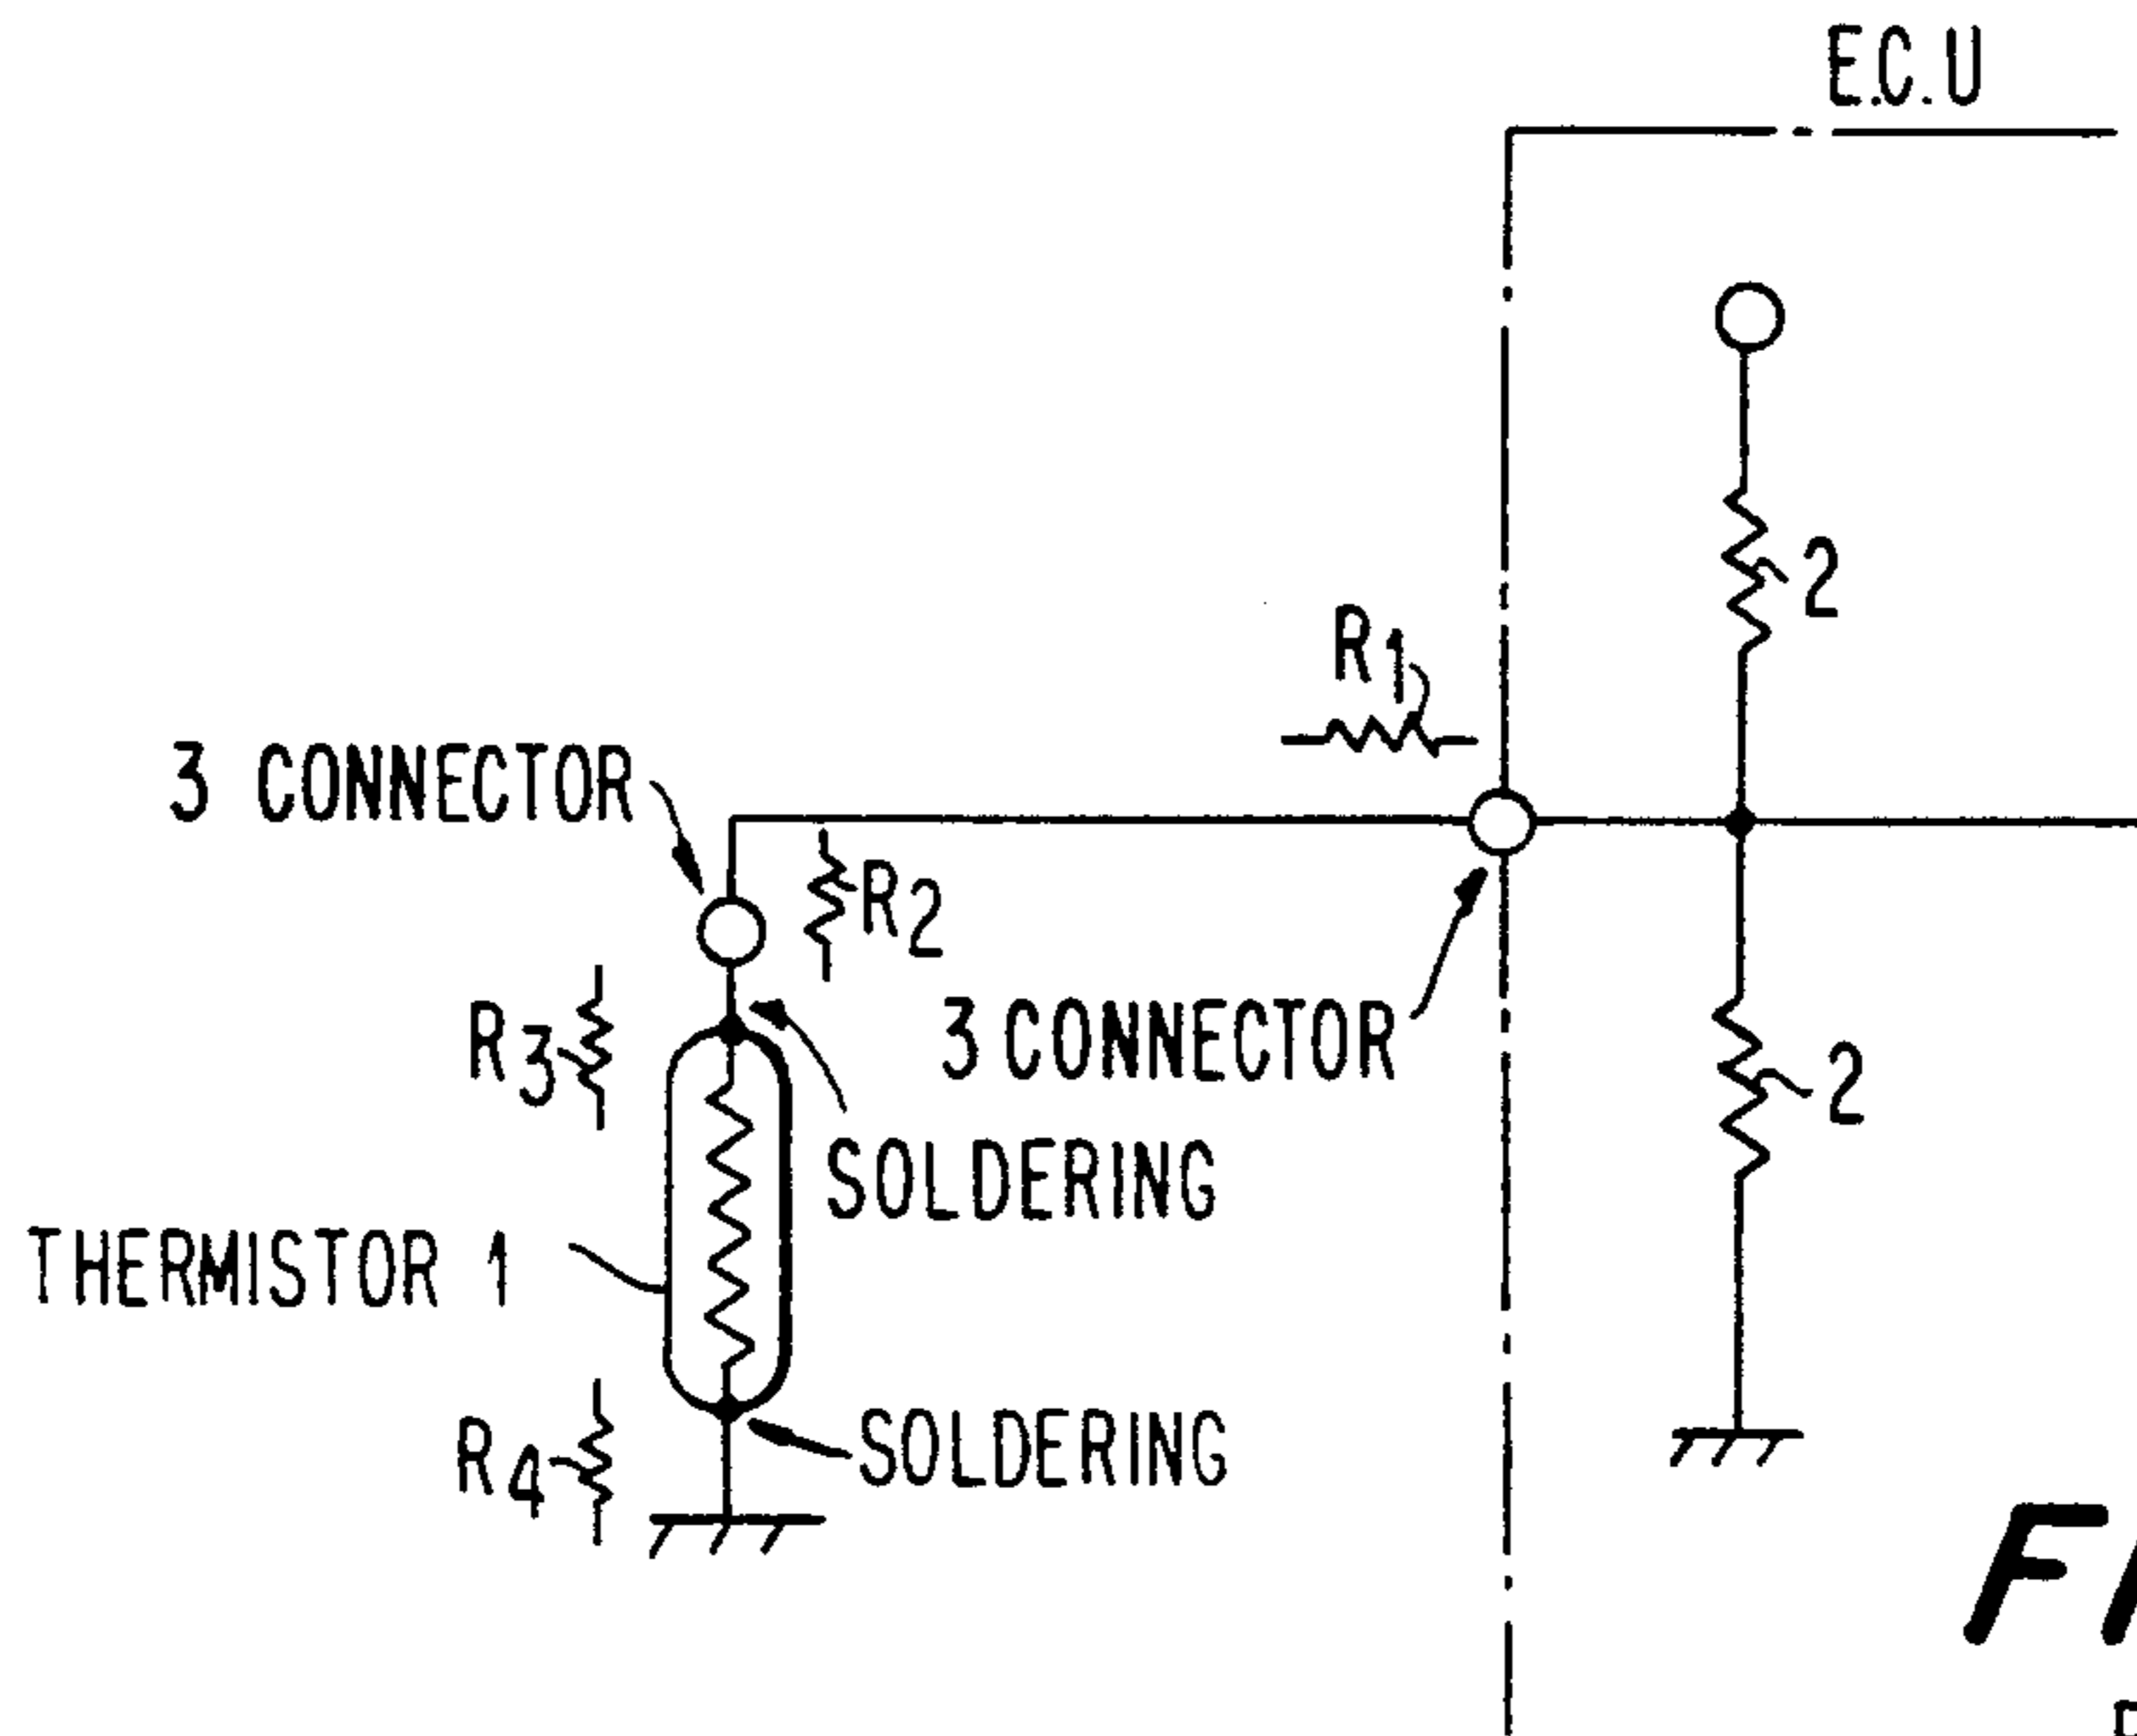 E.C.U
2
R1
3 CONNECTOR
R2
R3
3 CONNECTOR
2
SOLDERING
THERMISTOR 1
R4
SOLDERING